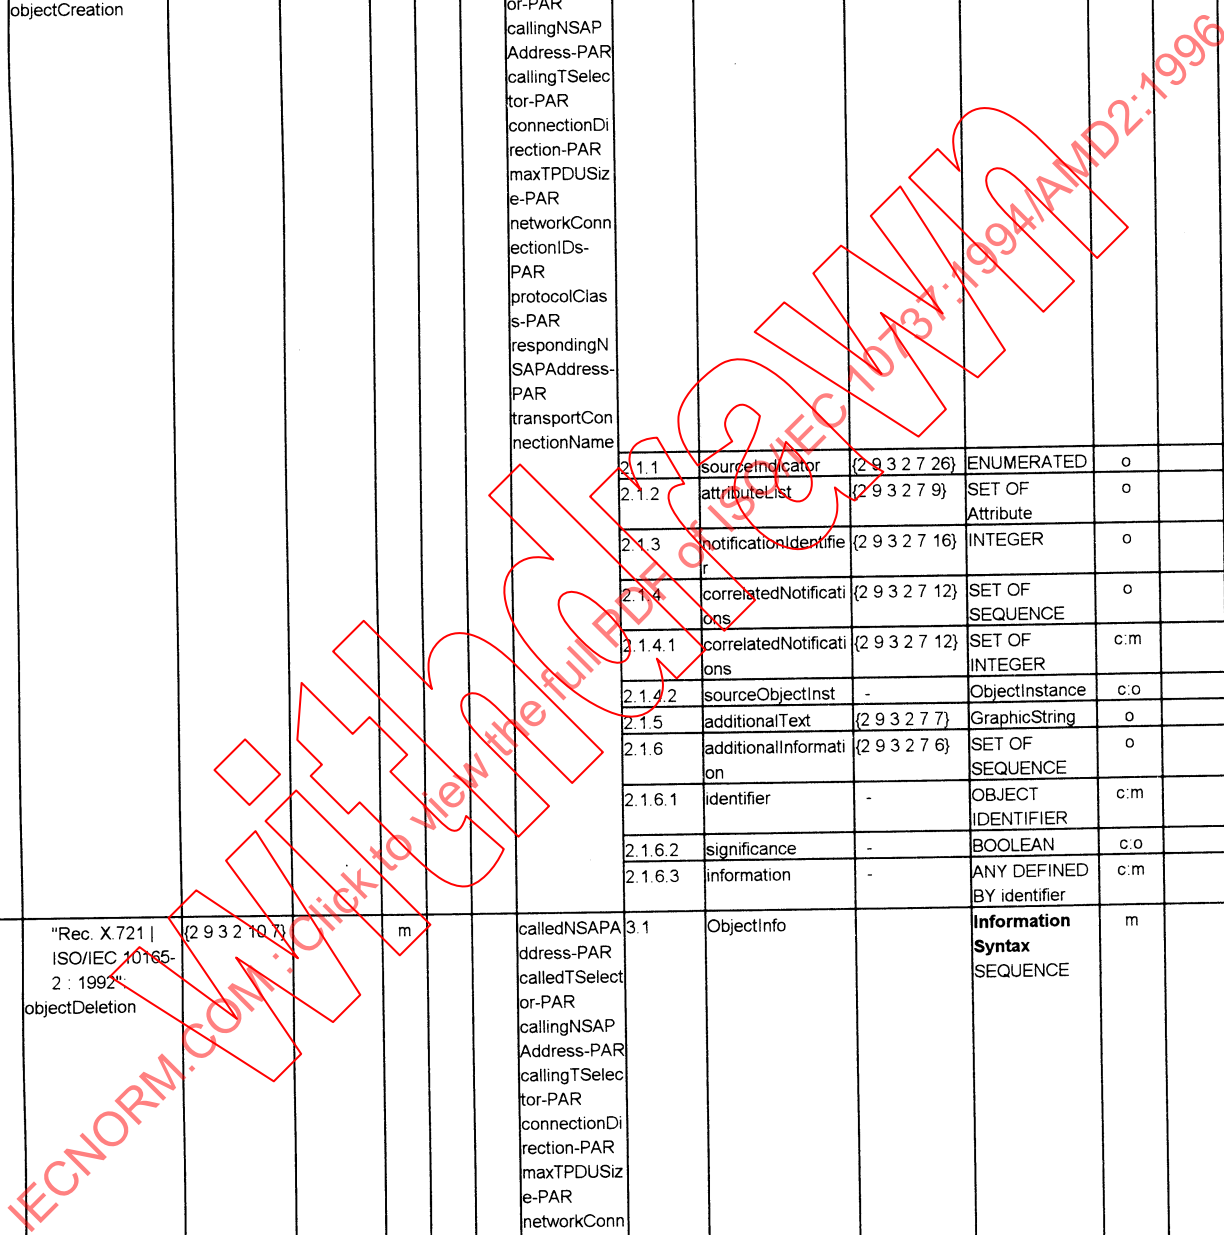 objectCreation
or-PAR
callingNSAP
Address-PAR
callingTSelec
tor-PAR
connectionDi
rection-PAR
maxTPDUSiz
e-PAR
networkConn
ectionIDs-
PAR
protocolClas
s-PAR
respondingN
SAPAddress-
PAR
transportCon
nectionName
2.1.1 sourceIndicator {2 9 3 2 7 26} ENUMERATED o
2.1.2 attributeList {2 9 3 2 7 9} SET OF o
Attribute
2.1.3 notificationIdentifie {2 9 3 2 7 16} INTEGER o
r
2.1.4 correlatedNotificati {2 9 3 2 7 12} SET OF o
ons SEQUENCE
2.1.4.1 correlatedNotificati {2 9 3 2 7 12} SET OF c:m
ons INTEGER
2.1.4.2 sourceObjectInst - ObjectInstance c:o
2.1.5 additionalText {2 9 3 2 7 7} GraphicString o
2.1.6 additionalInformati {2 9 3 2 7 6} SET OF o
on SEQUENCE
2.1.6.1 identifier - OBJECT c:m
IDENTIFIER
2.1.6.2 significance - BOOLEAN c:o
2.1.6.3 information - ANY DEFINED c:m
BY identifier
"Rec. X.721 | {2 9 3 2 10 7} m calledNSAPA 3.1 ObjectInfo Information m
ISO/IEC 10165- ddress-PAR Syntax
2 : 1992": calledTSelect SEQUENCE
objectDeletion or-PAR
callingNSAP
Address-PAR
callingTSelec
tor-PAR
connectionDi
rection-PAR
maxTPDUSiz
e-PAR
networkConn
IECNORM.COM : Click to view the full PDF of ISO/IEC 10737:1994/AMD2:1996
withdrawn